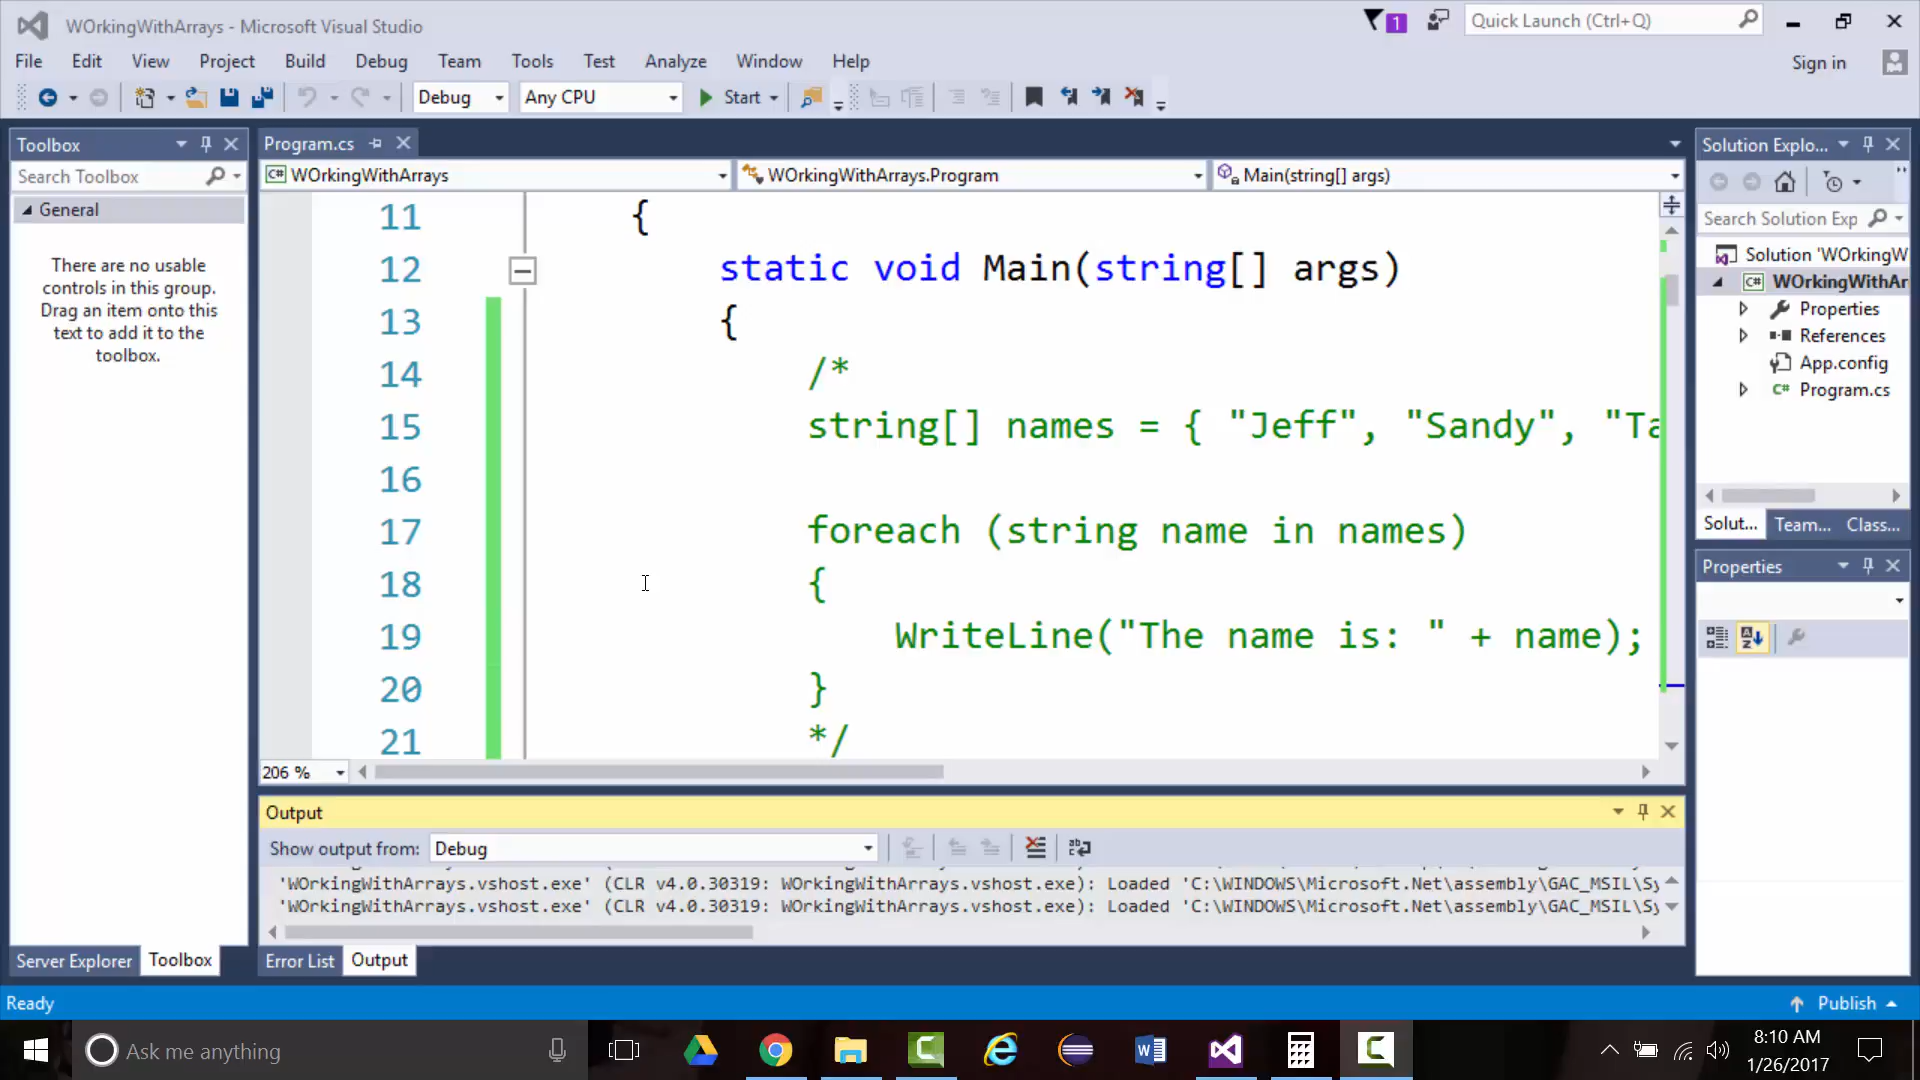 WOrkingWithArrays - Microsoft Visual Studio
1
Quick Launch (Ctrl+Q)
File Edit View Project Build Debug Team Tools Test Analyze Window Help
Sign in
Debug
Any CPU
Start
Toolbox
Search Toolbox
General
There are no usable
controls in this group.
Drag an item onto this
text to add it to the
toolbox.
Program.cs
C# WOrkingWithArrays
WOrkingWithArrays.Program
Main(string[] args)
11 {
12 static void Main(string[] args)
13 {
14 /*
15 string[] names = { "Jeff", "Sandy", "Ta
16
17 foreach (string name in names)
18 {
19 WriteLine("The name is: " + name);
20 }
21 */
206 %
Output
Show output from: Debug
'WOrkingWithArrays.vshost.exe' (CLR v4.0.30319: WOrkingWithArrays.vshost.exe): Loaded 'C:\WINDOWS\Microsoft.Net\assembly\GAC_MSIL\Sy
'WOrkingWithArrays.vshost.exe' (CLR v4.0.30319: WOrkingWithArrays.vshost.exe): Loaded 'C:\WINDOWS\Microsoft.Net\assembly\GAC_MSIL\Sy
Server Explorer Toolbox
Error List Output
Solution Explo...
Search Solution Exp
Solution 'WOrkingW
C# WOrkingWithAr
Properties
References
App.config
C# Program.cs
Solut... Team... Class...
Properties
Ready
Publish
Ask me anything
8:10 AM
1/26/2017